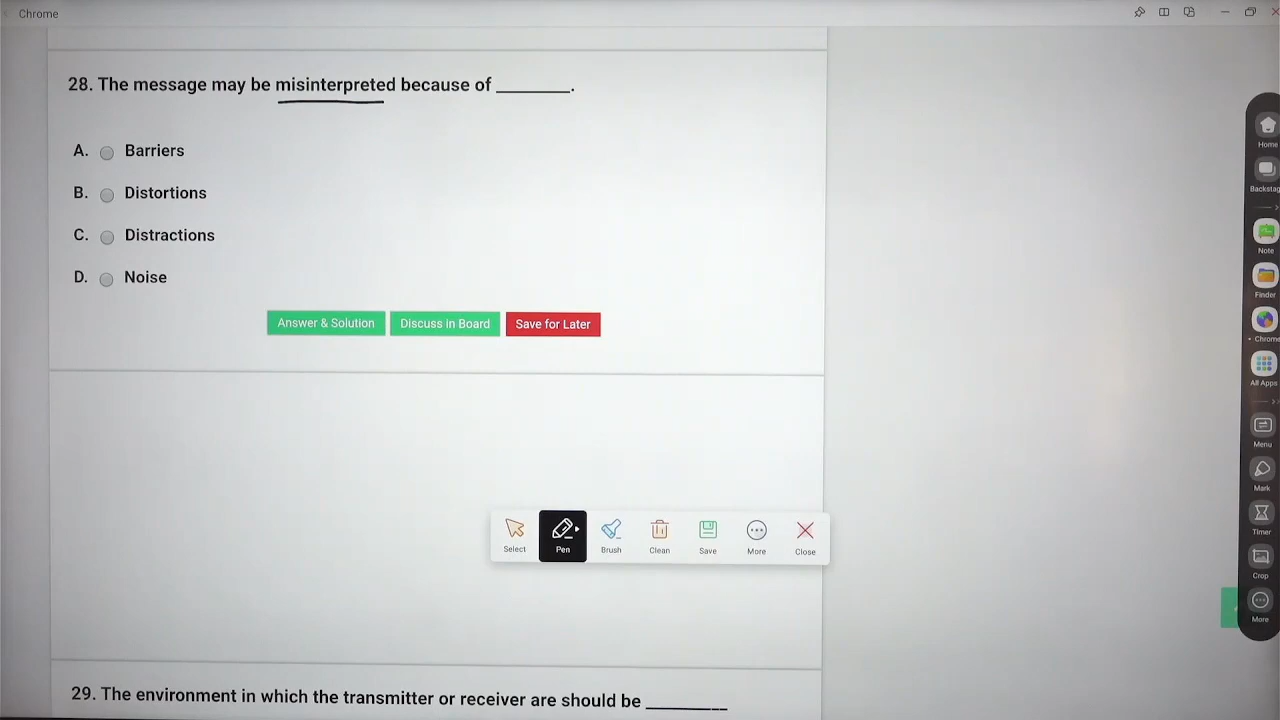 Chrome
28. The message may be misinterpreted because of ________.
A. Barriers
B. Distortions
C. Distractions
D. Noise
Answer & Solution
Discuss in Board
Save for Later
Select
Pen
Brush
Clean
Save
More
Close
29. The environment in which the transmitter or receiver are should be ________
Home
Backstag
Note
Finder
Chrome
All Apps
Menu
Mark
Timer
Crop
More